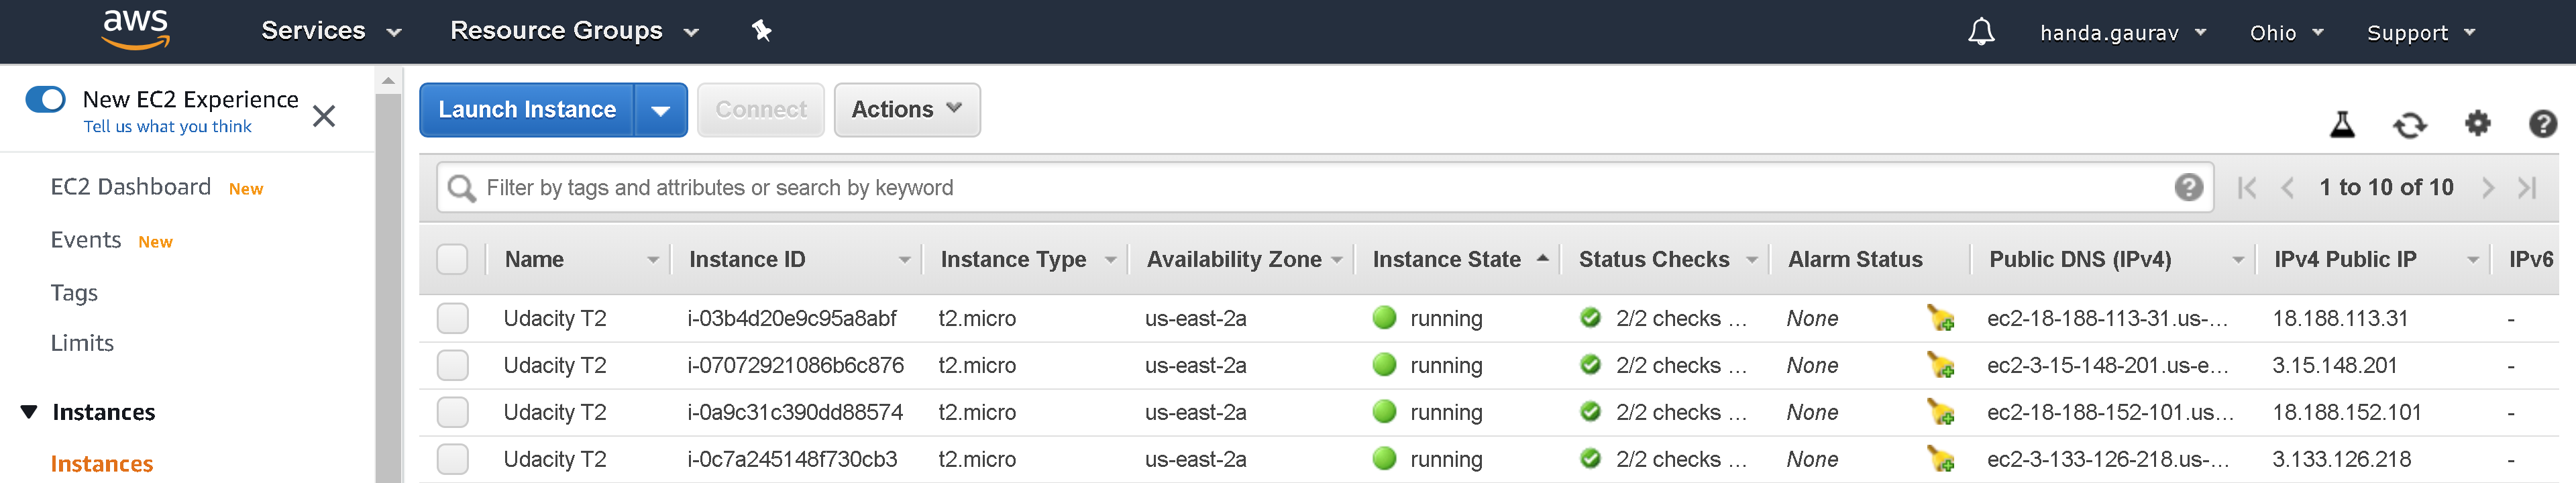 aws Services Resource Groups handa.gaurav Ohio Support
New EC2 Experience
Tell us what you think
EC2 Dashboard New
Events New
Tags
Limits
Instances
Instances
Launch Instance Connect Actions
Filter by tags and attributes or search by keyword ? 1 to 10 of 10
Name Instance ID Instance Type Availability Zone Instance State Status Checks Alarm Status Public DNS (IPv4) IPv4 Public IP IPv6
Udacity T2 i-03b4d20e9c95a8abf t2.micro us-east-2a running 2/2 checks ... None ec2-18-188-113-31.us-... 18.188.113.31 -
Udacity T2 i-07072921086b6c876 t2.micro us-east-2a running 2/2 checks ... None ec2-3-15-148-201.us-e... 3.15.148.201 -
Udacity T2 i-0a9c31c390dd88574 t2.micro us-east-2a running 2/2 checks ... None ec2-18-188-152-101.us... 18.188.152.101 -
Udacity T2 i-0c7a245148f730cb3 t2.micro us-east-2a running 2/2 checks ... None ec2-3-133-126-218.us-... 3.133.126.218 -